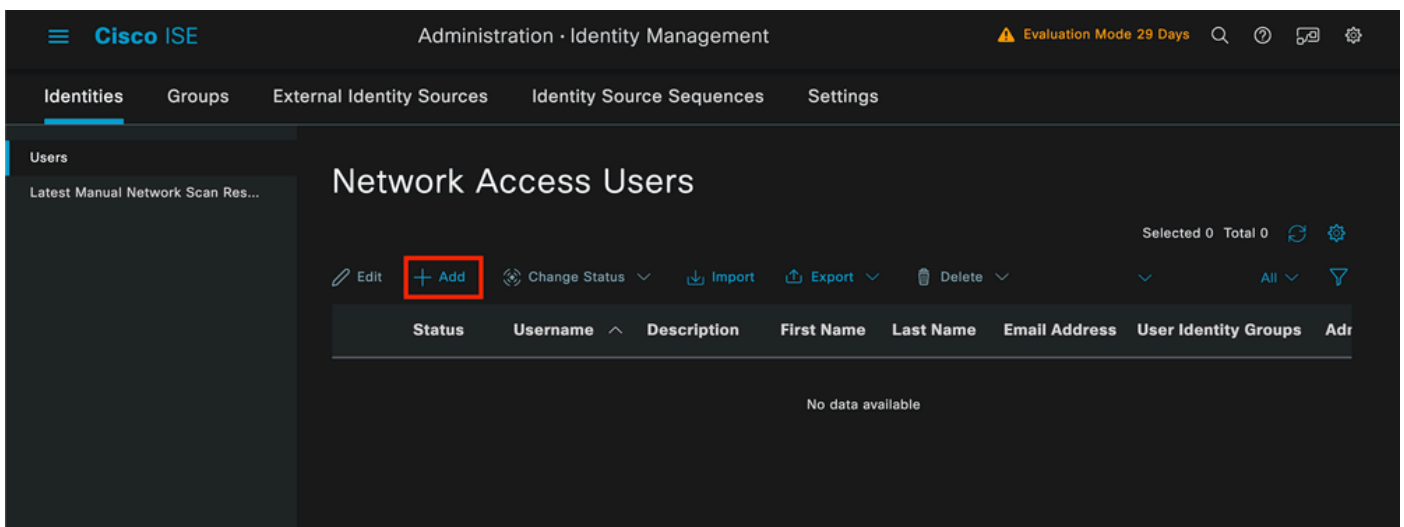 Cisco ISE
Administration · Identity Management
Evaluation Mode 29 Days
Identities
Groups
External Identity Sources
Identity Source Sequences
Settings
Users
Latest Manual Network Scan Res...
Network Access Users
Selected 0 Total 0
Edit
Add
Change Status
Import
Export
Delete
All
Status
Username
Description
First Name
Last Name
Email Address
User Identity Groups
Adr
No data available